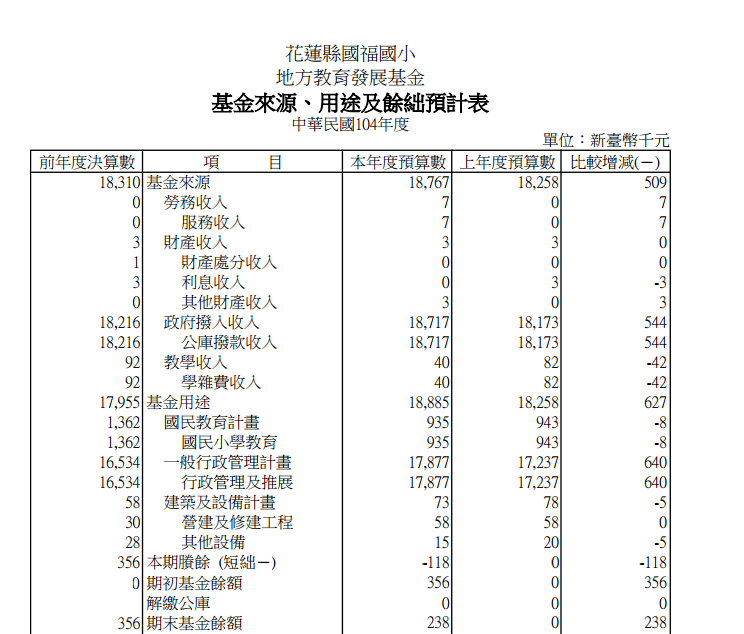 花蓮縣國福國小
地方教育發展基金
基金來源、用途及餘絀預計表
中華民國104年度
單位：新臺幣千元
前年度決算數 項 目 本年度預算數 上年度預算數 比較增減(－)
18,310 基金來源 18,767 18,258 509
0 勞務收入 7 0 7
0 服務收入 7 0 7
3 財產收入 3 3 0
1 財產處分收入 0 0 0
3 利息收入 0 3 -3
0 其他財產收入 3 0 3
18,216 政府撥入收入 18,717 18,173 544
18,216 公庫撥款收入 18,717 18,173 544
92 教學收入 40 82 -42
92 學雜費收入 40 82 -42
17,955 基金用途 18,885 18,258 627
1,362 國民教育計畫 935 943 -8
1,362 國民小學教育 935 943 -8
16,534 一般行政管理計畫 17,877 17,237 640
16,534 行政管理及推展 17,877 17,237 640
58 建築及設備計畫 73 78 -5
30 營建及修建工程 58 58 0
28 其他設備 15 20 -5
356 本期賸餘 (短絀－) -118 0 -118
0 期初基金餘額 356 0 356
解繳公庫 0 0 0
356 期末基金餘額 238 0 238